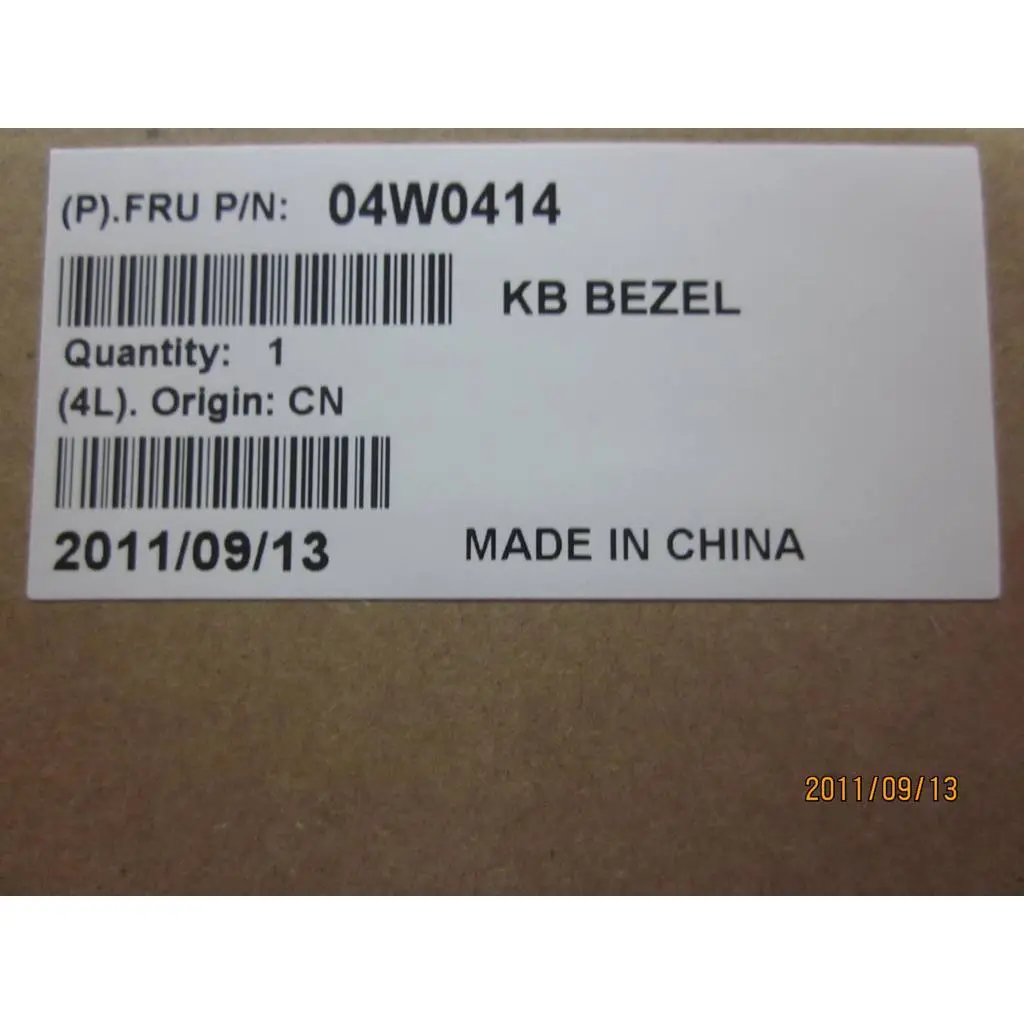 (P).FRU P/N: 04W0414
KB BEZEL
Quantity: 1
(4L). Origin: CN
2011/09/13 MADE IN CHINA
2011/09/13